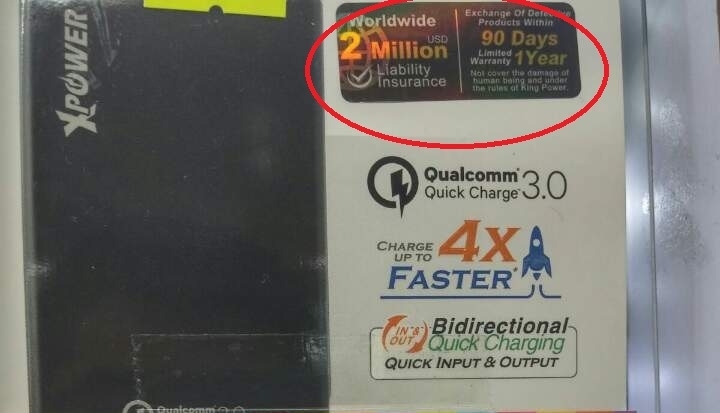 XPOWER
Worldwide
2 Million USD
Liability
Insurance
Exchange Of Defective
Products Within
90 Days
Limited
Warranty 1Year
Not cover the damage of
human being and under
the rules of King Power.
Qualcomm
Quick Charge 3.0
CHARGE
UP TO
4X
FASTER*
IN & OUT
Bidirectional
Quick Charging
QUICK INPUT & OUTPUT
Qualcomm